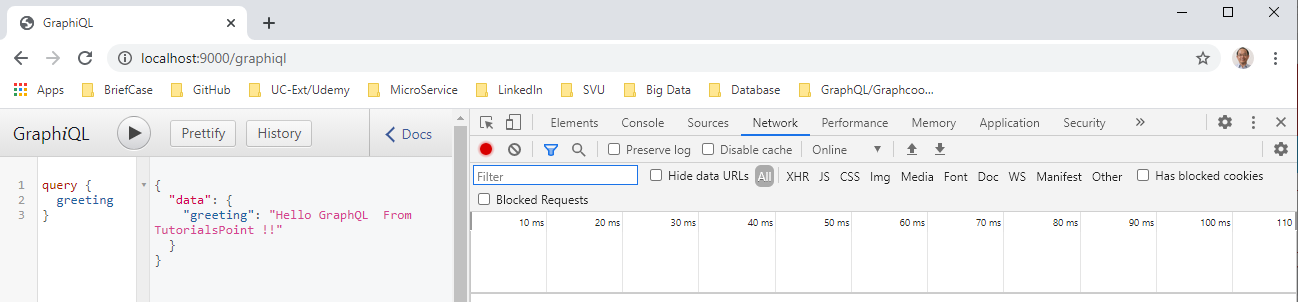 GraphiQL
localhost:9000/graphiql
Apps BriefCase GitHub UC-Ext/Udemy MicroService LinkedIn SVU Big Data Database GraphQL/Graphcoo...
GraphiQL Prettify History Docs
Elements Console Sources Network Performance Memory Application Security
Preserve log Disable cache Online
Filter Hide data URLs All XHR JS CSS Img Media Font Doc WS Manifest Other Has blocked cookies
Blocked Requests
10 ms 20 ms 30 ms 40 ms 50 ms 60 ms 70 ms 80 ms 90 ms 100 ms 110
1 query {
2 greeting
3 }
{
"data": {
"greeting": "Hello GraphQL  From
TutorialsPoint !!"
}
}